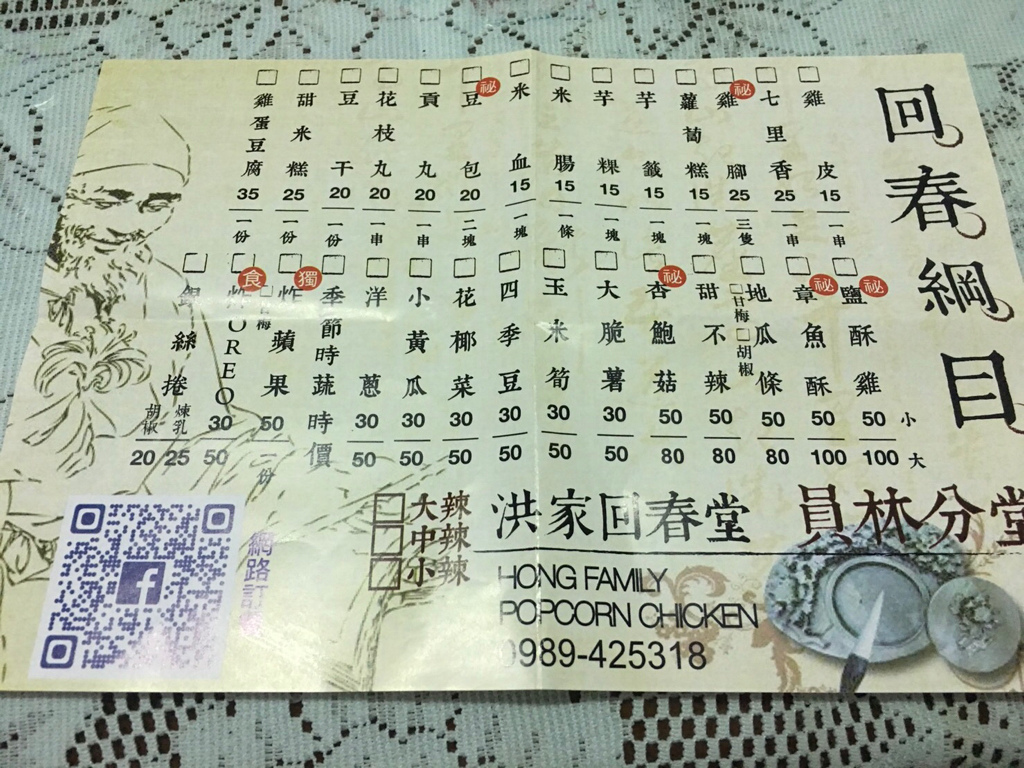 回春綱目
雞皮 15 一串
七里香 25 一串
雞腳 25 三隻 祕
蘿蔔糕 15 一塊
芋籤 15 一塊
芋粿 15 一塊
米腸 15 一條
米血 15 一塊
豆包 20 二塊 祕
貢丸 20 一串
花枝丸 20 一串
豆干 20 一份
甜米糕 25 一份
雞蛋豆腐 35 一份
小
大
鹽酥雞 50 100 祕
章魚酥 50 100 祕
地瓜條 50 80 甘梅 胡椒
甜不辣 50 80
杏鮑菇 50 80 祕
大脆薯 30 50
玉米筍 30 50
四季豆 30 50
花椰菜 30 50
小黃瓜 30 50
洋蔥 30 50
季節時蔬 時價
炸蘋果 50 一份 獨 甘梅
炸OREO 30 50 食
銀絲捲 煉乳 25 胡椒 20
大辣
中辣
小辣
洪家回春堂 員林分堂
HONG FAMILY
POPCORN CHICKEN
0989-425318
網路訂